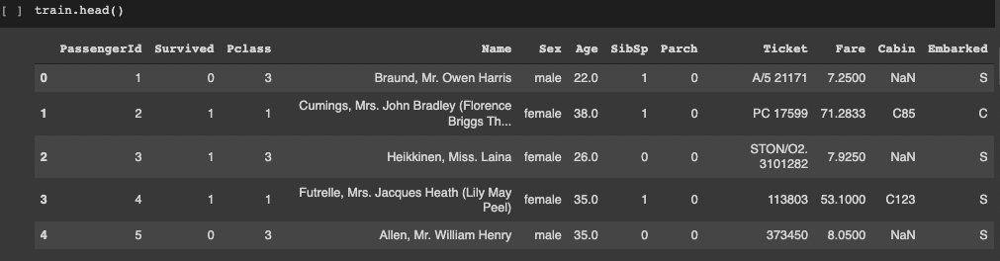 [ ] train.head()
PassengerId Survived Pclass Name Sex Age SibSp Parch Ticket Fare Cabin Embarked
0 1 0 3 Braund, Mr. Owen Harris male 22.0 1 0 A/5 21171 7.2500 NaN S
1 2 1 1 Cumings, Mrs. John Bradley (Florence female 38.0 1 0 PC 17599 71.2833 C85 C
Briggs Th...
2 3 1 3 Heikkinen, Miss. Laina female 26.0 0 0 STON/O2. 7.9250 NaN S
3101282
3 4 1 1 Futrelle, Mrs. Jacques Heath (Lily May female 35.0 1 0 113803 53.1000 C123 S
Peel)
4 5 0 3 Allen, Mr. William Henry male 35.0 0 0 373450 8.0500 NaN S